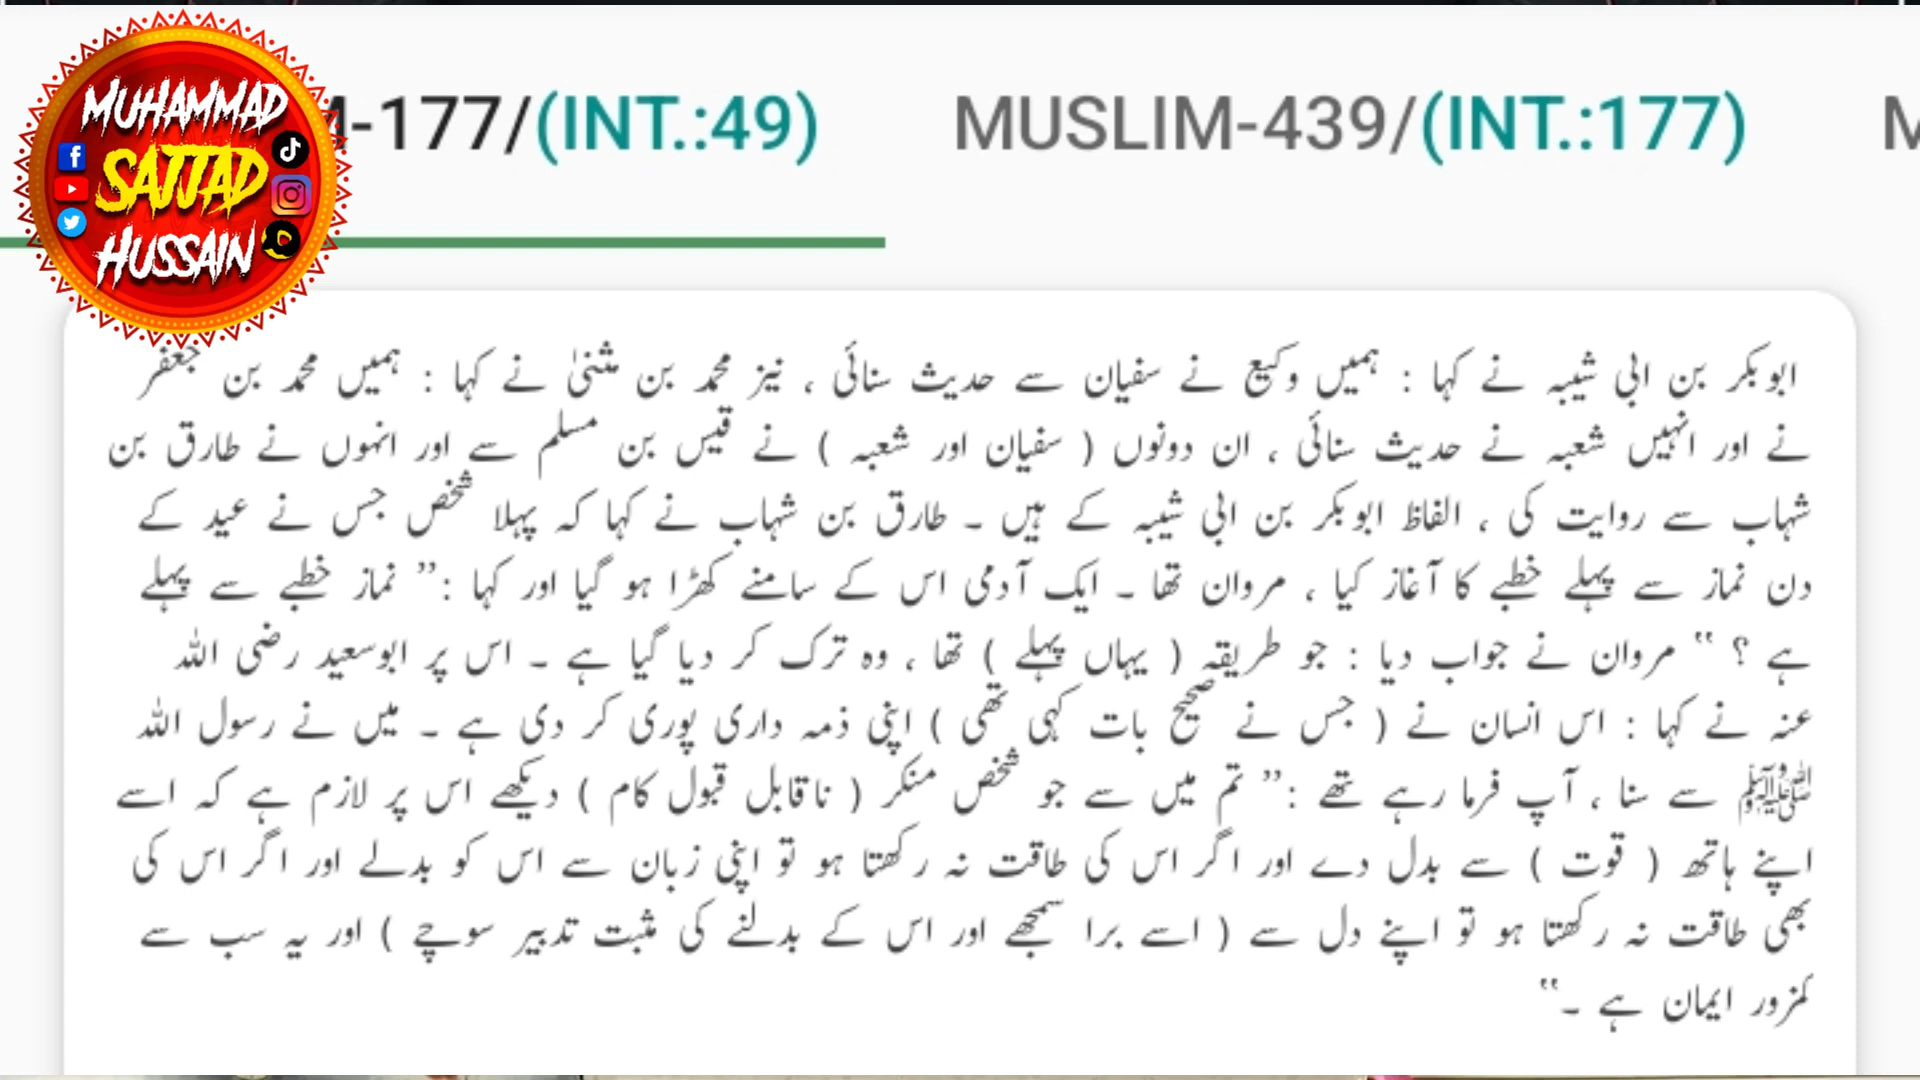 MUHAMMAD
SAJJAD
HUSSAIN
-177/(INT.:49)
MUSLIM-439/(INT.:177)
ابوبکر بن ابی شیبہ نے کہا : ہمیں وکیع نے سفیان سے حدیث سنائی ، نیز محمد بن مثنیٰ نے کہا : ہمیں محمد بن جعفر
نے اور انہیں شعبہ نے حدیث سنائی ، ان دونوں ( سفیان اور شعبہ ) نے قیس بن مسلم سے اور انہوں نے طارق بن
شہاب سے روایت کی ، الفاظ ابوبکر بن ابی شیبہ کے ہیں ۔ طارق بن شہاب نے کہا کہ پہلا شخص جس نے عید کے
دن نماز سے پہلے خطبے کا آغاز کیا ، مروان تھا ۔ ایک آدمی اس کے سامنے کھڑا ہو گیا اور کہا :’’ نماز خطبے سے پہلے
ہے ؟ ‘‘ مروان نے جواب دیا : جو طریقہ ( یہاں پہلے ) تھا ، وہ ترک کر دیا گیا ہے ۔ اس پر ابوسعید رضی اللہ
عنہ نے کہا : اس انسان نے ( جس نے صحیح بات کہی تھی ) اپنی ذمہ داری پوری کر دی ہے ۔ میں نے رسول اللہ
ﷺ سے سنا ، آپ فرما رہے تھے :’’ تم میں سے جو شخص منکر ( ناقابل قبول کام ) دیکھے اس پر لازم ہے کہ اسے
اپنے ہاتھ ( قوت ) سے بدل دے اور اگر اس کی طاقت نہ رکھتا ہو تو اپنی زبان سے اس کو بدلے اور اگر اس کی
بھی طاقت نہ رکھتا ہو تو اپنے دل سے ( اسے برا سمجھے اور اس کے بدلنے کی مثبت تدبیر سوچے ) اور یہ سب سے
کمزور ایمان ہے ۔‘‘